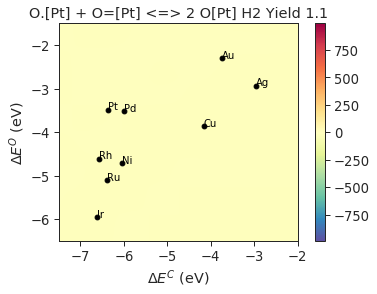 O.[Pt] + O=[Pt] <=> 2 O[Pt] H2 Yield 1.1
−2
−3
−4
−5
−6
ΔE^O (eV)
Au
Ag
Cu
Pt
Pd
Rh
Ni
Ru
Ir
−7
−6
−5
−4
−3
−2
ΔE^C (eV)
750
500
250
0
−250
−500
−750